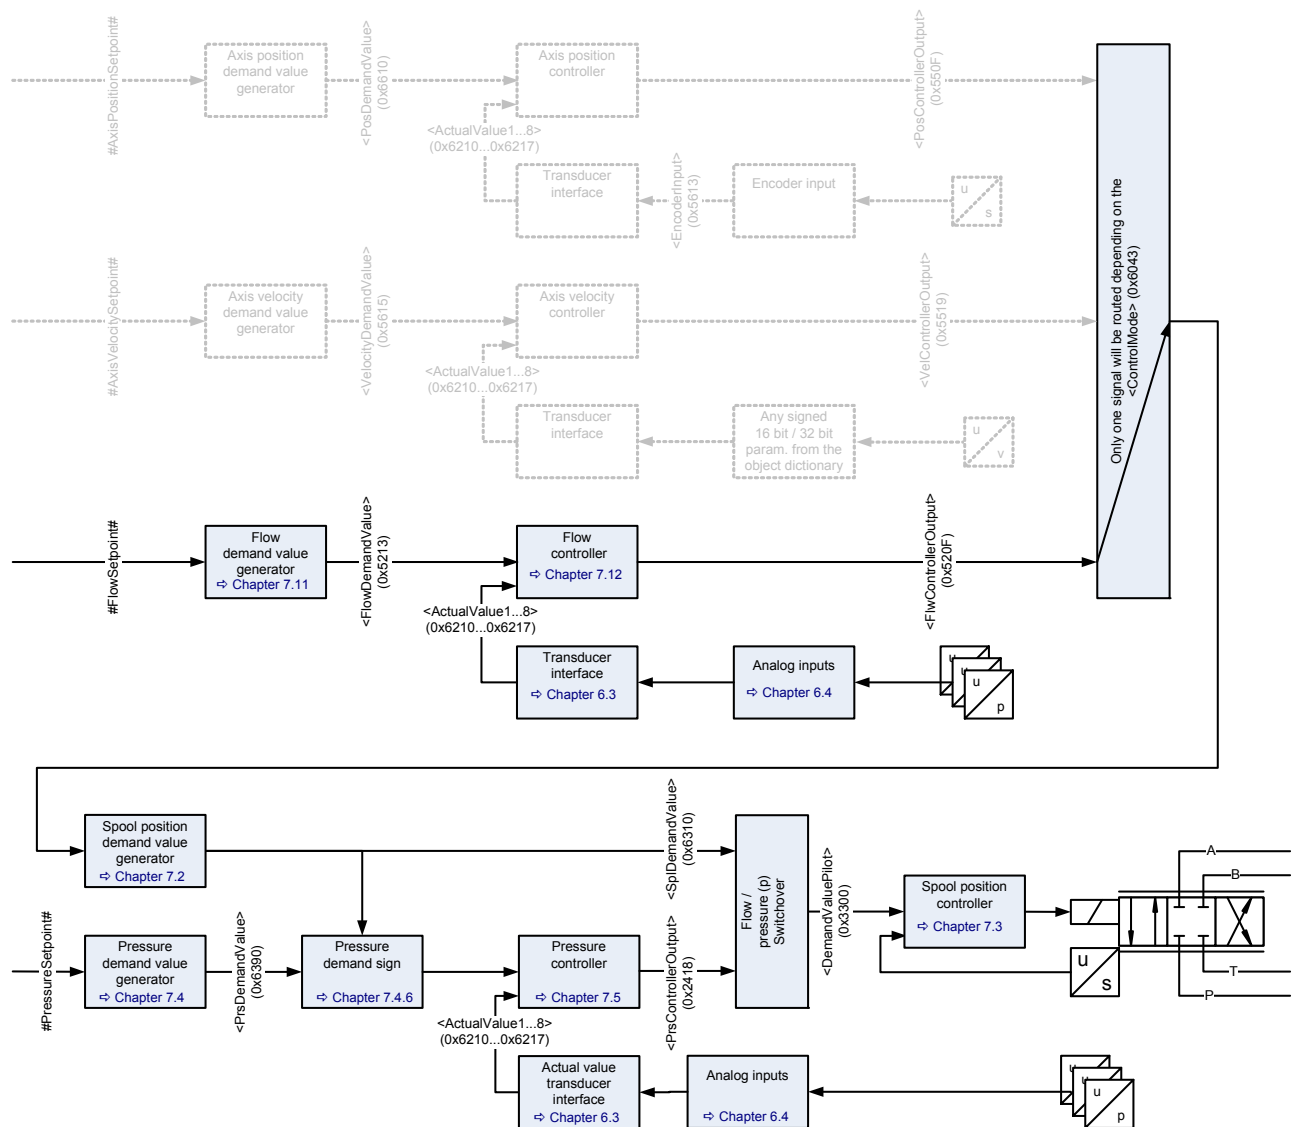 #AxisPositionSetpoint#
Axis position
demand value
generator
<PosDemandValue>
(0x6610)
Axis position
controller
<PosControllerOutput>
(0x550F)
<ActualValue1...8>
(0x6210...0x6217)
Transducer
interface
<EncoderInput>
(0x5613)
Encoder input
u
s
#AxisVelocitySetpoint#
Axis velocity
demand value
generator
<VelocityDemandValue>
(0x5615)
Axis velocity
controller
<VelControllerOutput>
(0x5519)
<ActualValue1...8>
(0x6210...0x6217)
Transducer
interface
Any signed
16 bit / 32 bit
param. from the
object dictionary
u
v
Only one signal will be routed depending on the
<ControlMode> (0x6043)
#FlowSetpoint#
Flow
demand value
generator
⇨ Chapter 7.11
<FlowDemandValue>
(0x5213)
Flow
controller
⇨ Chapter 7.12
<FlwControllerOutput>
(0x520F)
<ActualValue1...8>
(0x6210...0x6217)
Transducer
interface
⇨ Chapter 6.3
Analog inputs
⇨ Chapter 6.4
u
u
u
p
Spool position
demand value
generator
⇨ Chapter 7.2
<SplDemandValue>
(0x6310)
Flow /
pressure (p)
Switchover
<DemandValuePilot>
(0x3300)
Spool position
controller
⇨ Chapter 7.3
A
B
T
P
u
s
#PressureSetpoint#
Pressure
demand value
generator
⇨ Chapter 7.4
<PrsDemandValue>
(0x6390)
Pressure
demand sign
⇨ Chapter 7.4.6
Pressure
controller
⇨ Chapter 7.5
<PrsControllerOutput>
(0x2418)
<ActualValue1...8>
(0x6210...0x6217)
Actual value
transducer
interface
⇨ Chapter 6.3
Analog inputs
⇨ Chapter 6.4
u
u
u
p